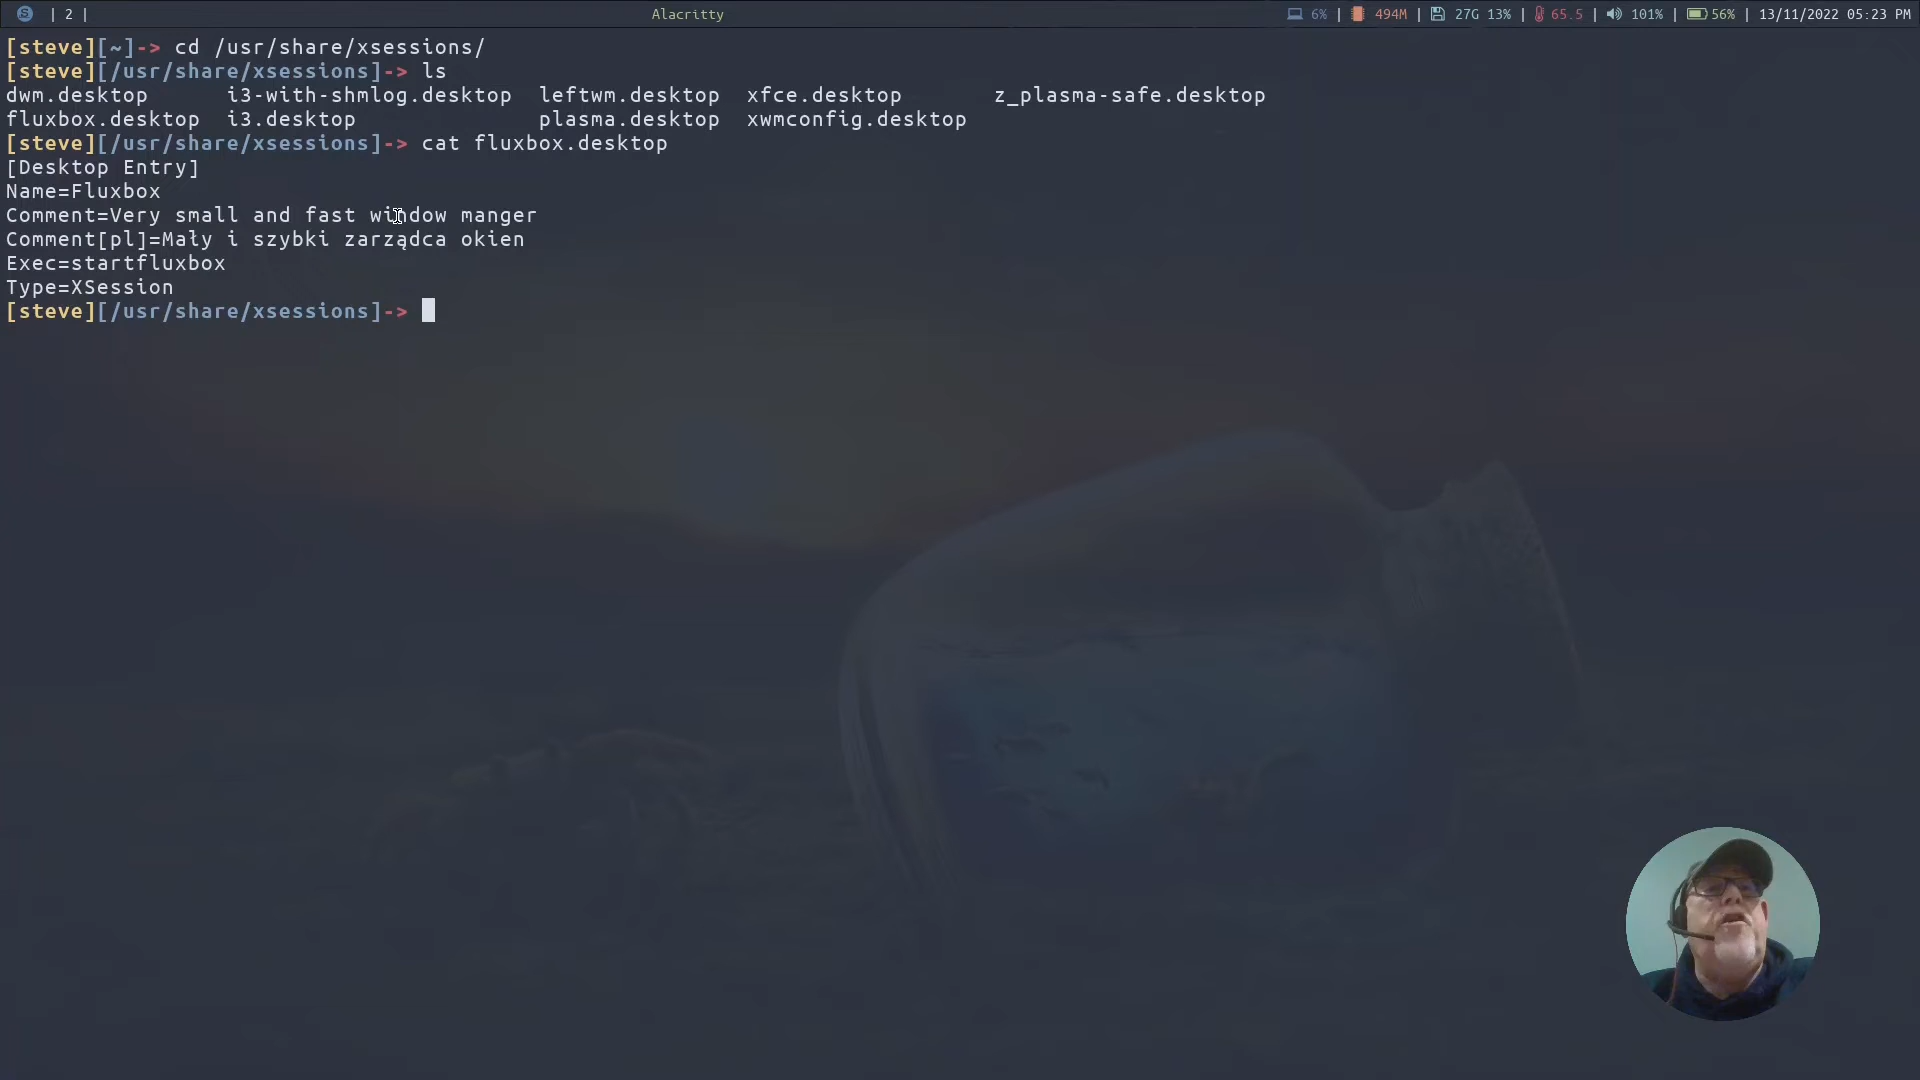 | 2 | Alacritty 6% | 494M | 27G 13% | 65.5 | 101% | 56% | 13/11/2022 05:23 PM
[steve][~]-> cd /usr/share/xsessions/
[steve][/usr/share/xsessions]-> ls
dwm.desktop i3-with-shmlog.desktop leftwm.desktop xfce.desktop z_plasma-safe.desktop
fluxbox.desktop i3.desktop plasma.desktop xwmconfig.desktop
[steve][/usr/share/xsessions]-> cat fluxbox.desktop
[Desktop Entry]
Name=Fluxbox
Comment=Very small and fast window manger
Comment[pl]=Mały i szybki zarządca okien
Exec=startfluxbox
Type=XSession
[steve][/usr/share/xsessions]->